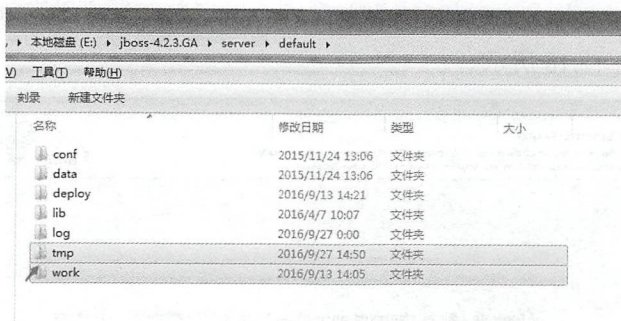 ▸ 本地磁盘 (E:) ▸ jboss-4.2.3.GA ▸ server ▸ default ▸
V) 工具(T) 帮助(H)
刻录 新建文件夹
名称 修改日期 类型 大小
conf 2015/11/24 13:06 文件夹
data 2015/11/24 13:06 文件夹
deploy 2016/9/13 14:21 文件夹
lib 2016/4/7 10:07 文件夹
log 2016/9/27 0:00 文件夹
tmp 2016/9/27 14:50 文件夹
work 2016/9/13 14:05 文件夹